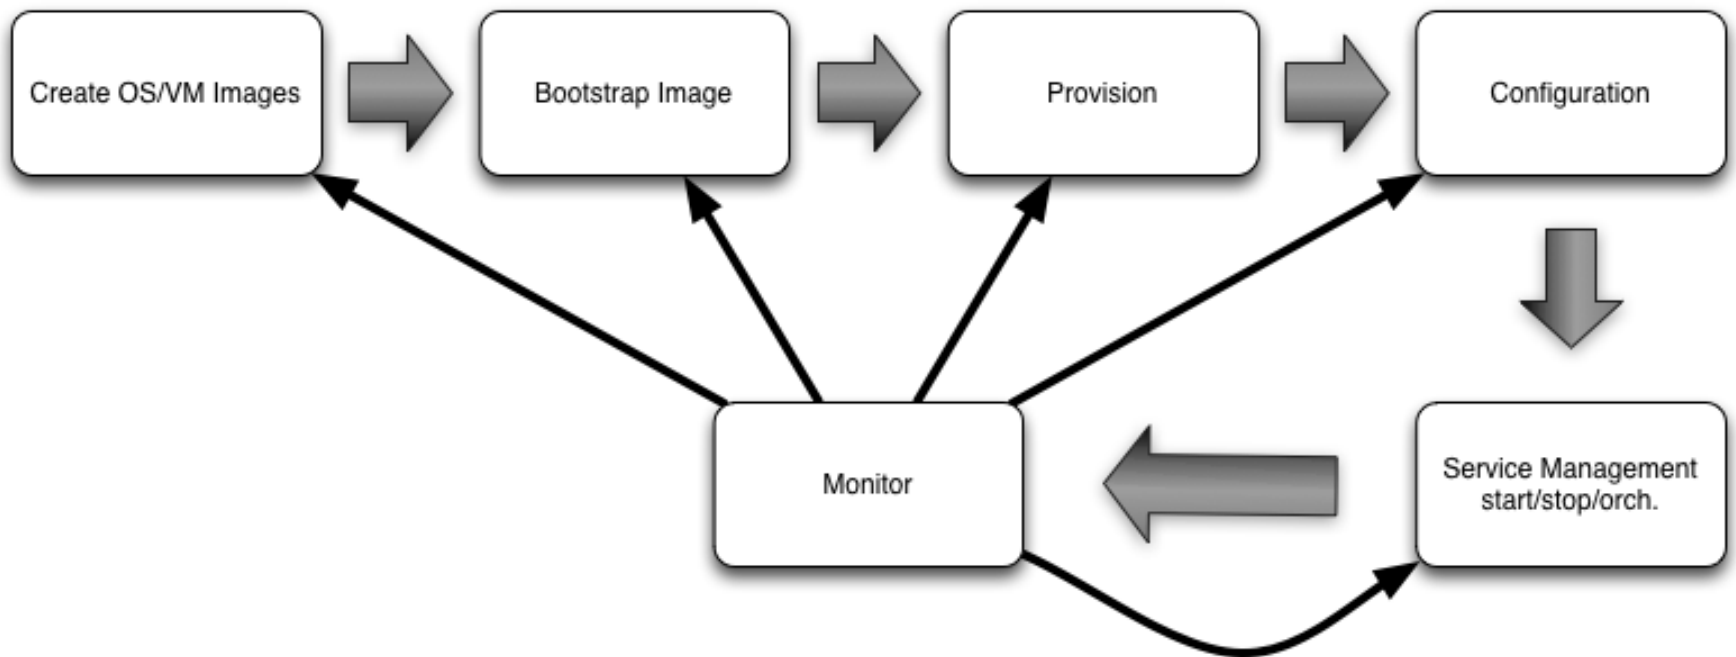 Create OS/VM Images
Bootstrap Image
Provision
Configuration
Monitor
Service Management
start/stop/orch.